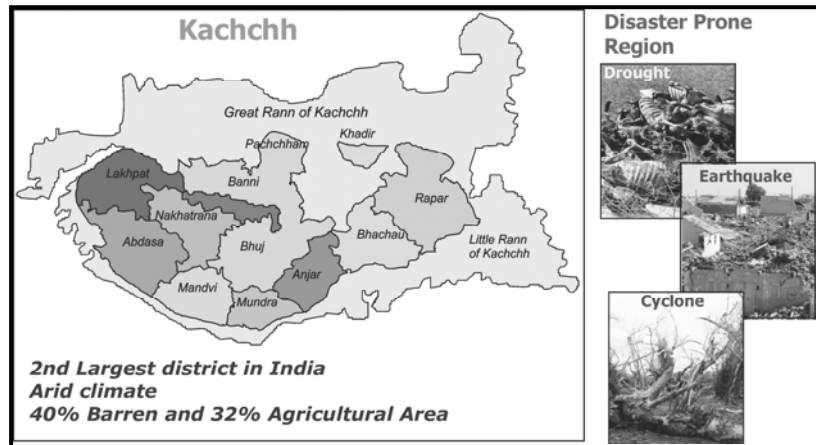 Kachchh
Great Rann of Kachchh
Khadir
Pachchham
Lakhpat
Banni
Rapar
Nakhatrana
Abdasa
Bhuj
Bhachau
Little Rann
of Kachchh
Anjar
Mandvi
Mundra
2nd Largest district in India
Arid climate
40% Barren and 32% Agricultural Area
Disaster Prone
Region
Drought
Earthquake
Cyclone